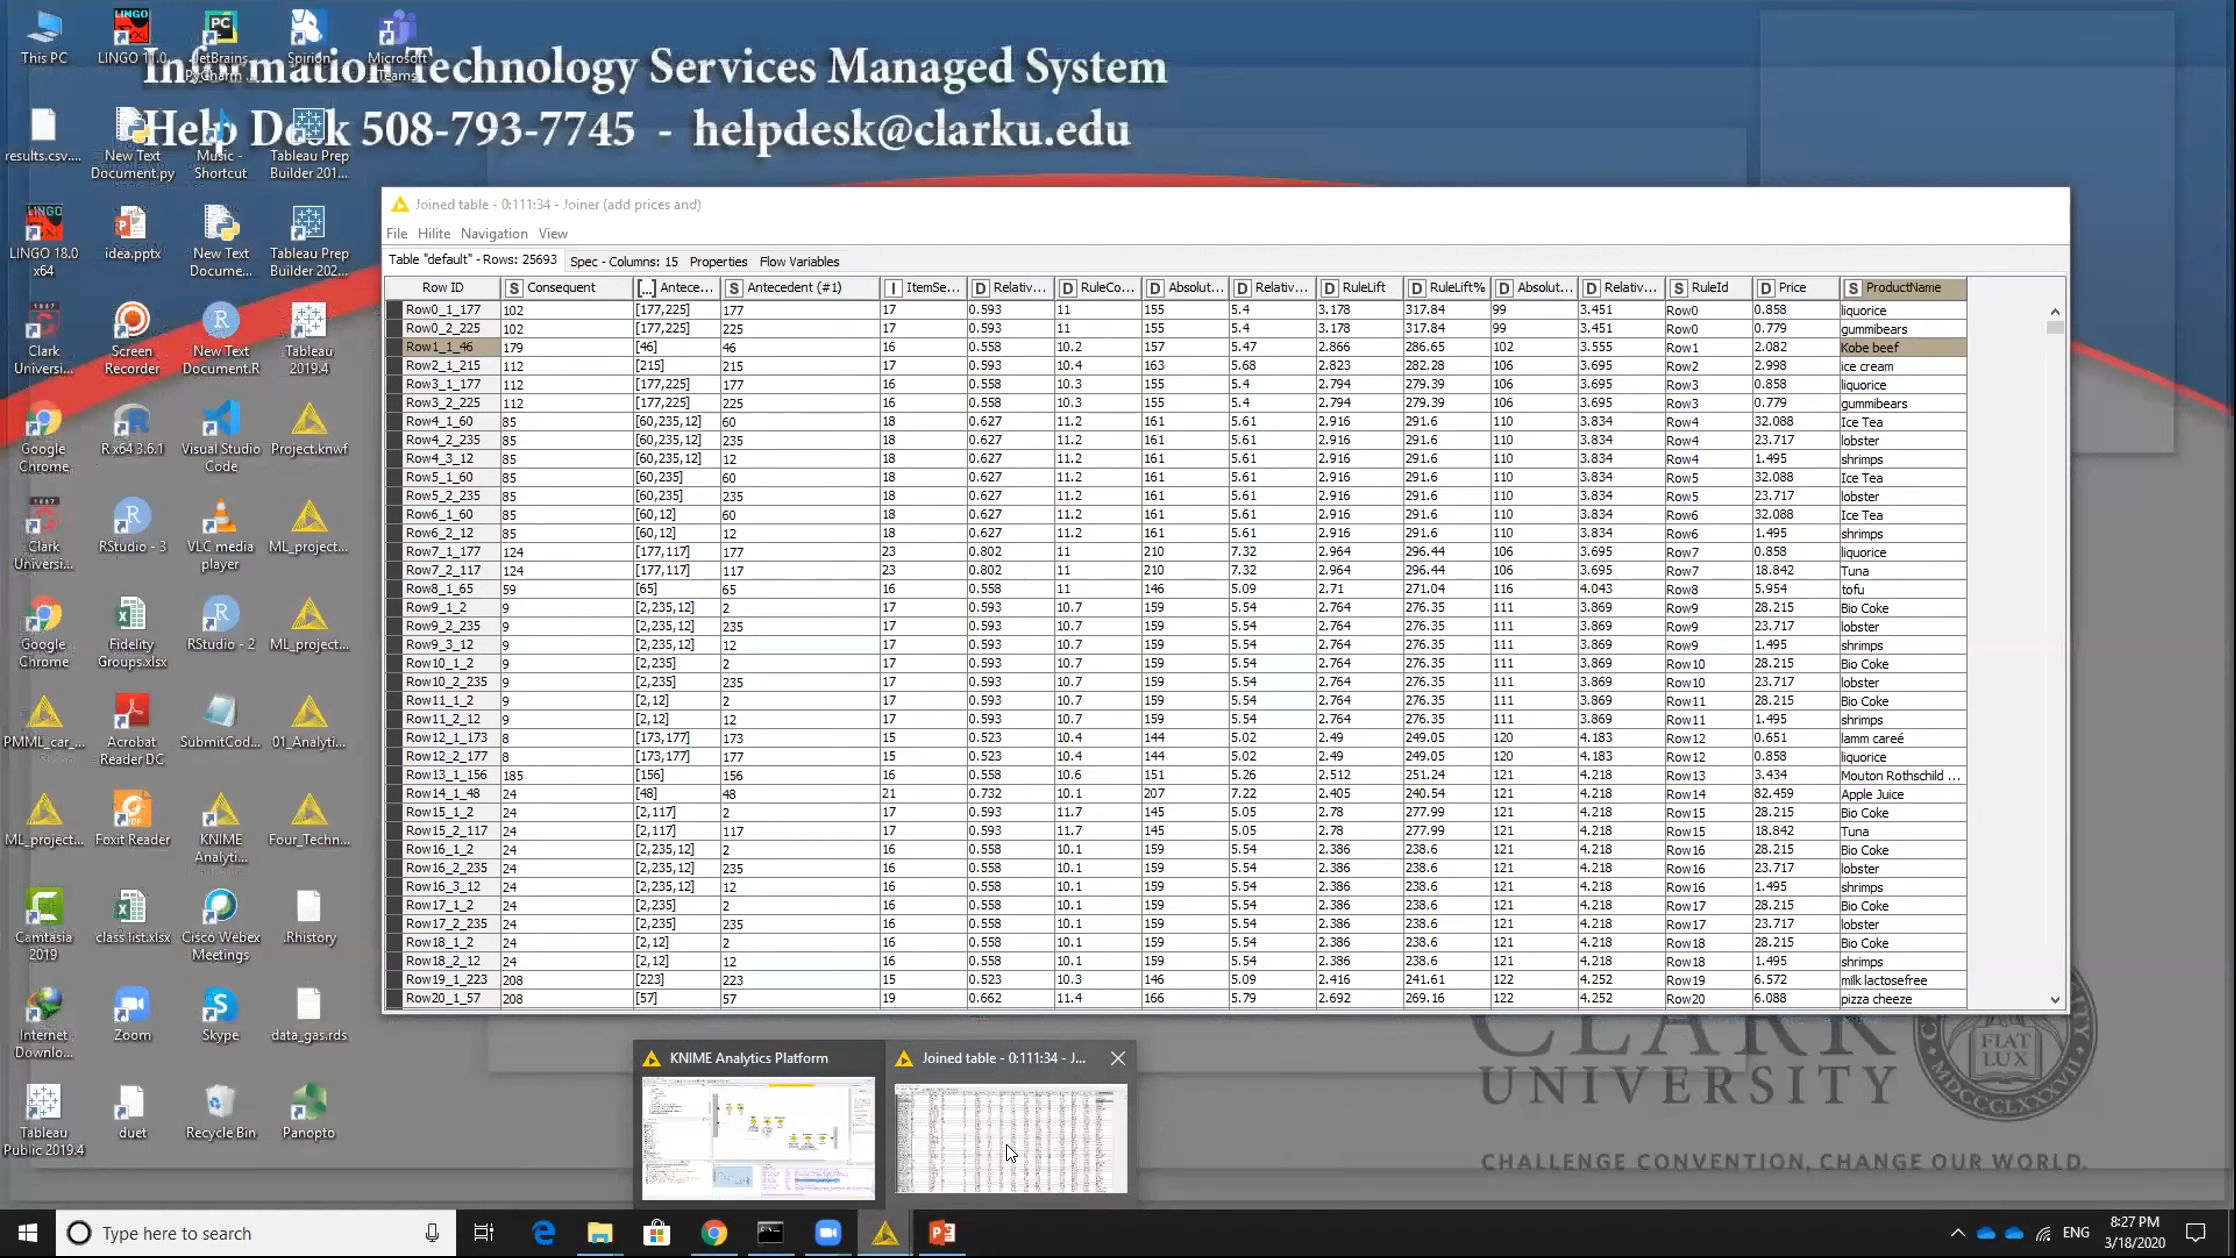 Information Technology Services Managed System
Help Desk 508-793-7745 - helpdesk@clarku.edu
This PC
LINGO 11.0
JetBrains PyCharm ...
Spirion
Microsoft Teams
results.csv....
New Text Document.py
Music - Shortcut
Tableau Prep Builder 201...
LINGO 18.0 x64
idea.pptx
New Text Docume...
Tableau Prep Builder 202...
Clark Universi...
Screen Recorder
New Text Document.R
Tableau 2019.4
Google Chrome
R x64 3.6.1
Visual Studio Code
Project.knwf
Clark Universi...
RStudio - 3
VLC media player
ML_project...
Google Chrome
Fidelity Groups.xlsx
RStudio - 2
ML_project...
PMML_car_...
Acrobat Reader DC
SubmitCod...
01_Analyti...
ML_project...
Foxit Reader
KNIME Analyti...
Four_Techn...
Camtasia 2019
class list.xlsx
Cisco Webex Meetings
.Rhistory
Internet Downlo...
Zoom
Skype
data_gas.rds
Tableau Public 2019.4
duet
Recycle Bin
Panopto
Joined table - 0:111:34 - Joiner (add prices and)
File Hilite Navigation View
Table "default" - Rows: 25693 Spec - Columns: 15 Properties Flow Variables
Row ID S Consequent [...] Antece... S Antecedent (#1) I ItemSe... D Relativ... D RuleCo... D Absolut... D Relativ... D RuleLift D RuleLift% D Absolut... D Relativ... S RuleId D Price S ProductName
Row0_1_177 102 [177,225] 177 17 0.593 11 155 5.4 3.178 317.84 99 3.451 Row0 0.858 liquorice
Row0_2_225 102 [177,225] 225 17 0.593 11 155 5.4 3.178 317.84 99 3.451 Row0 0.779 gummibears
Row1_1_46 179 [46] 46 16 0.558 10.2 157 5.47 2.866 286.65 102 3.555 Row1 2.082 Kobe beef
Row2_1_215 112 [215] 215 17 0.593 10.4 163 5.68 2.823 282.28 106 3.695 Row2 2.998 ice cream
Row3_1_177 112 [177,225] 177 16 0.558 10.3 155 5.4 2.794 279.39 106 3.695 Row3 0.858 liquorice
Row3_2_225 112 [177,225] 225 16 0.558 10.3 155 5.4 2.794 279.39 106 3.695 Row3 0.779 gummibears
Row4_1_60 85 [60,235,12] 60 18 0.627 11.2 161 5.61 2.916 291.6 110 3.834 Row4 32.088 Ice Tea
Row4_2_235 85 [60,235,12] 235 18 0.627 11.2 161 5.61 2.916 291.6 110 3.834 Row4 23.717 lobster
Row4_3_12 85 [60,235,12] 12 18 0.627 11.2 161 5.61 2.916 291.6 110 3.834 Row4 1.495 shrimps
Row5_1_60 85 [60,235] 60 18 0.627 11.2 161 5.61 2.916 291.6 110 3.834 Row5 32.088 Ice Tea
Row5_2_235 85 [60,235] 235 18 0.627 11.2 161 5.61 2.916 291.6 110 3.834 Row5 23.717 lobster
Row6_1_60 85 [60,12] 60 18 0.627 11.2 161 5.61 2.916 291.6 110 3.834 Row6 32.088 Ice Tea
Row6_2_12 85 [60,12] 12 18 0.627 11.2 161 5.61 2.916 291.6 110 3.834 Row6 1.495 shrimps
Row7_1_177 124 [177,117] 177 23 0.802 11 210 7.32 2.964 296.44 106 3.695 Row7 0.858 liquorice
Row7_2_117 124 [177,117] 117 23 0.802 11 210 7.32 2.964 296.44 106 3.695 Row7 18.842 Tuna
Row8_1_65 59 [65] 65 16 0.558 11 146 5.09 2.71 271.04 116 4.043 Row8 5.954 tofu
Row9_1_2 9 [2,235,12] 2 17 0.593 10.7 159 5.54 2.764 276.35 111 3.869 Row9 28.215 Bio Coke
Row9_2_235 9 [2,235,12] 235 17 0.593 10.7 159 5.54 2.764 276.35 111 3.869 Row9 23.717 lobster
Row9_3_12 9 [2,235,12] 12 17 0.593 10.7 159 5.54 2.764 276.35 111 3.869 Row9 1.495 shrimps
Row10_1_2 9 [2,235] 2 17 0.593 10.7 159 5.54 2.764 276.35 111 3.869 Row10 28.215 Bio Coke
Row10_2_235 9 [2,235] 235 17 0.593 10.7 159 5.54 2.764 276.35 111 3.869 Row10 23.717 lobster
Row11_1_2 9 [2,12] 2 17 0.593 10.7 159 5.54 2.764 276.35 111 3.869 Row11 28.215 Bio Coke
Row11_2_12 9 [2,12] 12 17 0.593 10.7 159 5.54 2.764 276.35 111 3.869 Row11 1.495 shrimps
Row12_1_173 8 [173,177] 173 15 0.523 10.4 144 5.02 2.49 249.05 120 4.183 Row12 0.651 lamm careé
Row12_2_177 8 [173,177] 177 15 0.523 10.4 144 5.02 2.49 249.05 120 4.183 Row12 0.858 liquorice
Row13_1_156 185 [156] 156 16 0.558 10.6 151 5.26 2.512 251.24 121 4.218 Row13 3.434 Mouton Rothschild ...
Row14_1_48 24 [48] 48 21 0.732 10.1 207 7.22 2.405 240.54 121 4.218 Row14 82.459 Apple Juice
Row15_1_2 24 [2,117] 2 17 0.593 11.7 145 5.05 2.78 277.99 121 4.218 Row15 28.215 Bio Coke
Row15_2_117 24 [2,117] 117 17 0.593 11.7 145 5.05 2.78 277.99 121 4.218 Row15 18.842 Tuna
Row16_1_2 24 [2,235,12] 2 16 0.558 10.1 159 5.54 2.386 238.6 121 4.218 Row16 28.215 Bio Coke
Row16_2_235 24 [2,235,12] 235 16 0.558 10.1 159 5.54 2.386 238.6 121 4.218 Row16 23.717 lobster
Row16_3_12 24 [2,235,12] 12 16 0.558 10.1 159 5.54 2.386 238.6 121 4.218 Row16 1.495 shrimps
Row17_1_2 24 [2,235] 2 16 0.558 10.1 159 5.54 2.386 238.6 121 4.218 Row17 28.215 Bio Coke
Row17_2_235 24 [2,235] 235 16 0.558 10.1 159 5.54 2.386 238.6 121 4.218 Row17 23.717 lobster
Row18_1_2 24 [2,12] 2 16 0.558 10.1 159 5.54 2.386 238.6 121 4.218 Row18 28.215 Bio Coke
Row18_2_12 24 [2,12] 12 16 0.558 10.1 159 5.54 2.386 238.6 121 4.218 Row18 1.495 shrimps
Row19_1_223 208 [223] 223 15 0.523 10.3 146 5.09 2.416 241.61 122 4.252 Row19 6.572 milk lactosefree
Row20_1_57 208 [57] 57 19 0.662 11.4 166 5.79 2.692 269.16 122 4.252 Row20 6.088 pizza cheeze
CLARK
UNIVERSITY
FIAT LUX
MDCCCLXXXVII
CHALLENGE CONVENTION, CHANGE OUR WORLD.
KNIME Analytics Platform
Joined table - 0:111:34 - J...
Type here to search
ENG
8:27 PM
3/18/2020